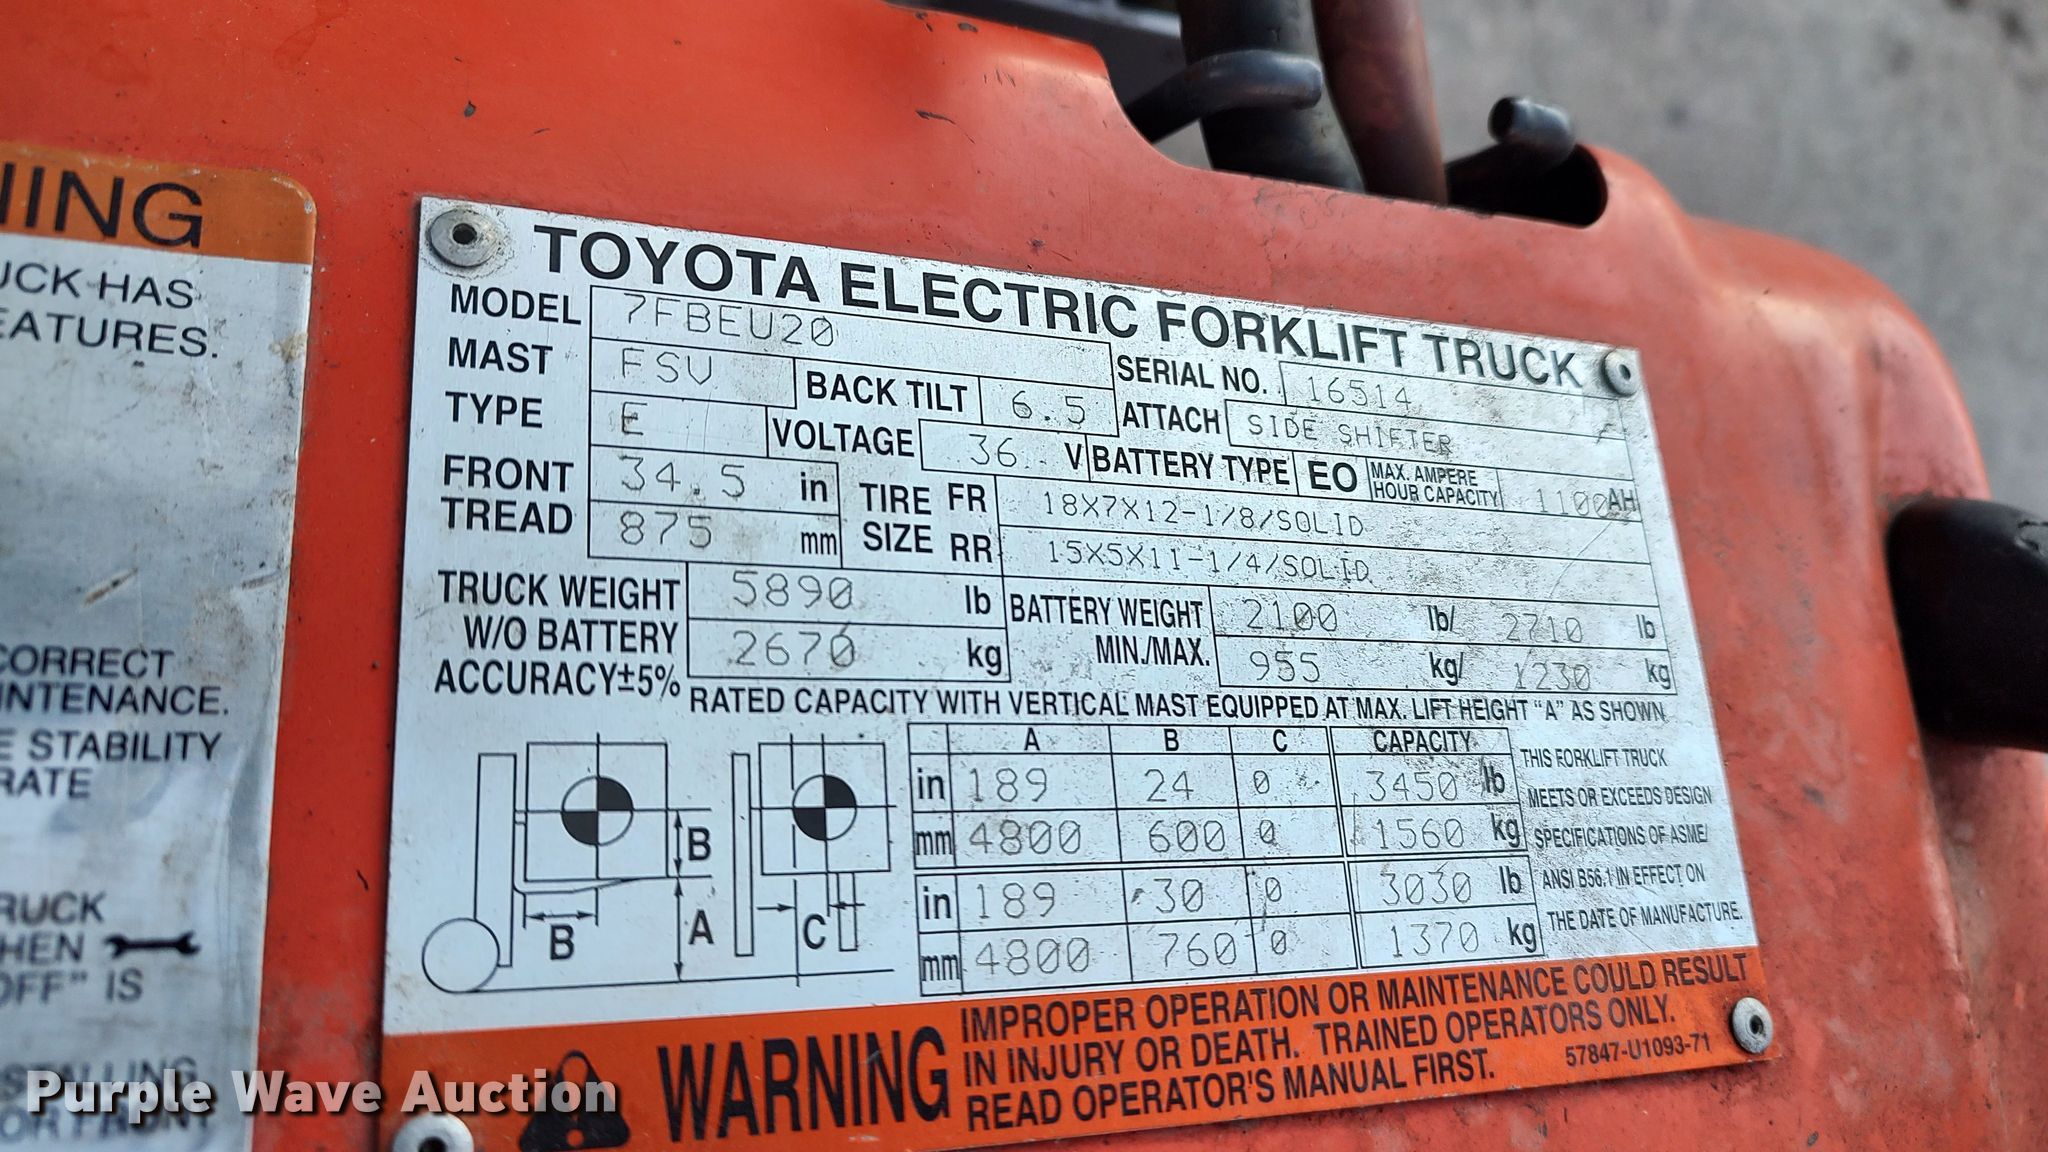 NING
UCK HAS
EATURES.
CORRECT
INTENANCE.
E STABILITY
RATE
RUCK
HEN
OFF" IS
STALLING
OR FRONT
TOYOTA ELECTRIC FORKLIFT TRUCK
MODEL 7FBEU20 SERIAL NO. 16514
MAST FSV BACK TILT 6.5 ATTACH SIDE SHIFTER
TYPE E VOLTAGE 36 V BATTERY TYPE EO MAX. AMPERE HOUR CAPACITY 1100AH
FRONT TREAD 34.5 in TIRE SIZE FR 18X7X12-1/8/SOLID
875 mm RR 15X5X11-1/4/SOLID
TRUCK WEIGHT 5890 lb BATTERY WEIGHT 2100 lb/ 2710 lb
W/O BATTERY 2670 kg MIN./MAX. 955 kg/ 1230 kg
ACCURACY±5%
RATED CAPACITY WITH VERTICAL MAST EQUIPPED AT MAX. LIFT HEIGHT "A" AS SHOWN
A B C CAPACITY
in 189 24 0 3450 lb
mm 4800 600 0 1560 kg
in 189 30 0 3030 lb
mm 4800 760 0 1370 kg
B
B
A
C
THIS FORKLIFT TRUCK
MEETS OR EXCEEDS DESIGN
SPECIFICATIONS OF ASME/
ANSI B56.1 IN EFFECT ON
THE DATE OF MANUFACTURE.
WARNING
IMPROPER OPERATION OR MAINTENANCE COULD RESULT
IN INJURY OR DEATH. TRAINED OPERATORS ONLY.
READ OPERATOR'S MANUAL FIRST.
57847-U1093-71
Purple Wave Auction